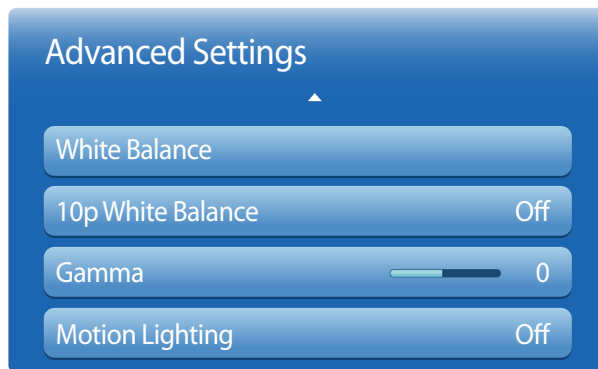 Advanced Settings
White Balance
10p White Balance Off
Gamma 0
Motion Lighting Off